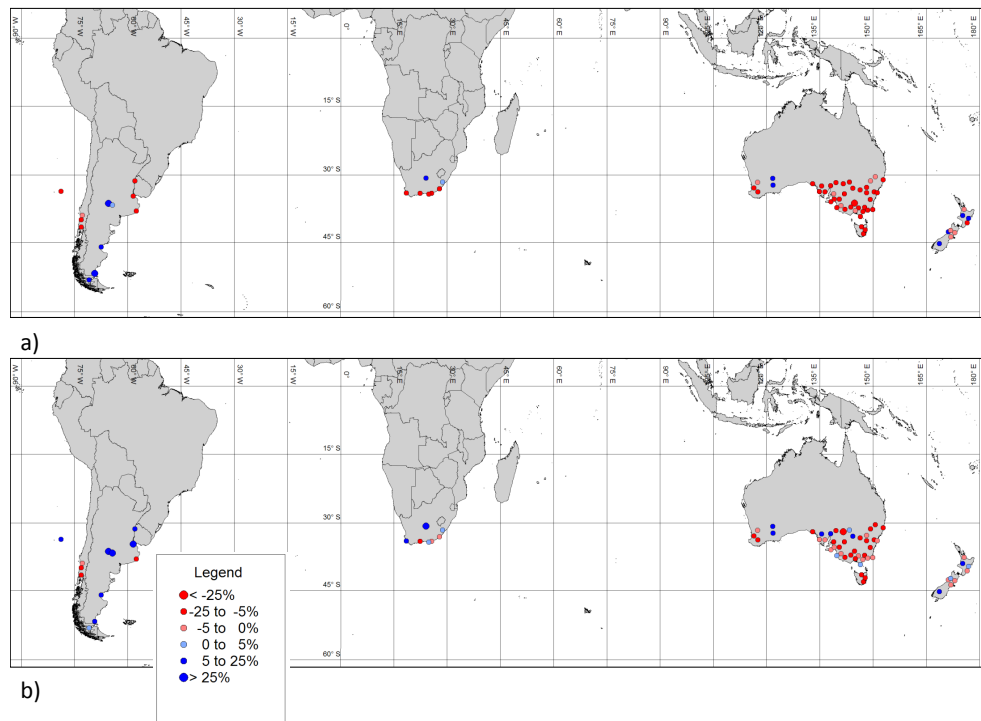 90° W
75° W
60° W
45° W
30° W
15° W
0°
15° E
30° E
45° E
60° E
75° E
90° E
120° E
135° E
150° E
165° E
180° E
15° S
30° S
45° S
60° S
a)
90° W
75° W
60° W
45° W
30° W
15° W
0°
15° E
30° E
45° E
60° E
75° E
90° E
120° E
135° E
150° E
165° E
180° E
15° S
30° S
45° S
60° S
Legend
< -25%
-25 to -5%
-5 to 0%
0 to 5%
5 to 25%
> 25%
b)